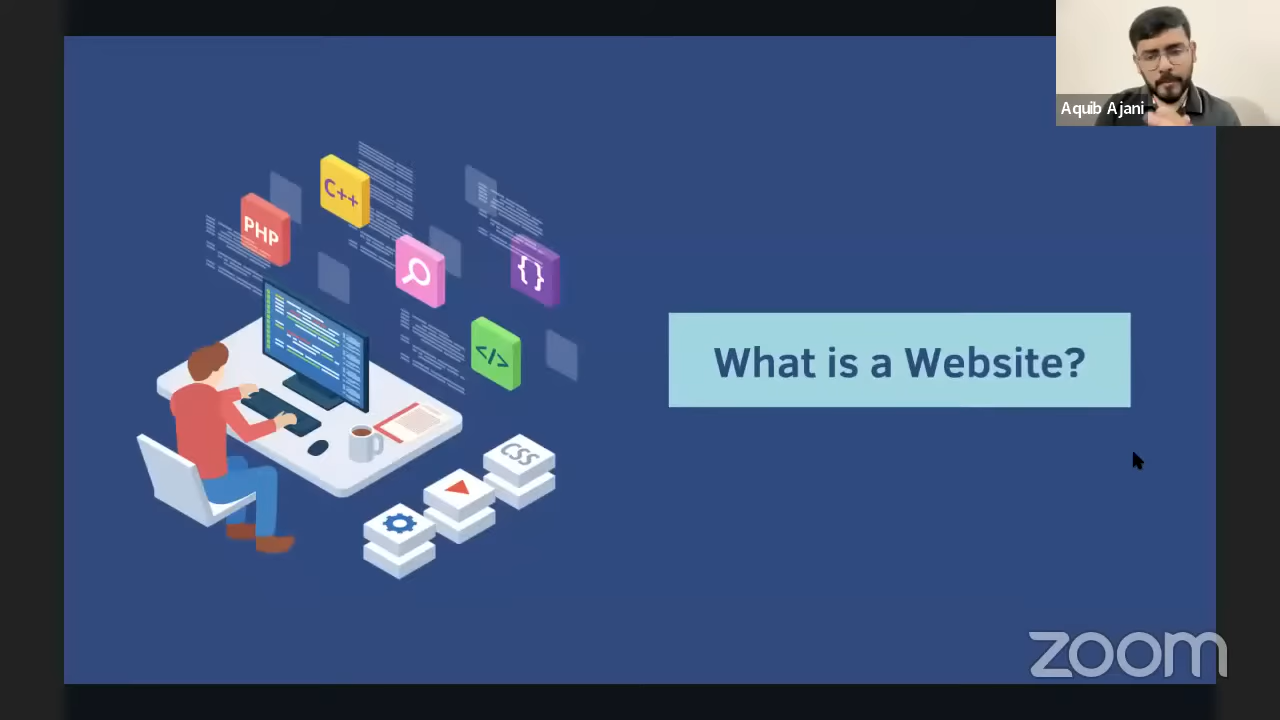 Aquib Ajani
C++
PHP
{}
</>
What is a Website?
CSS
zoom